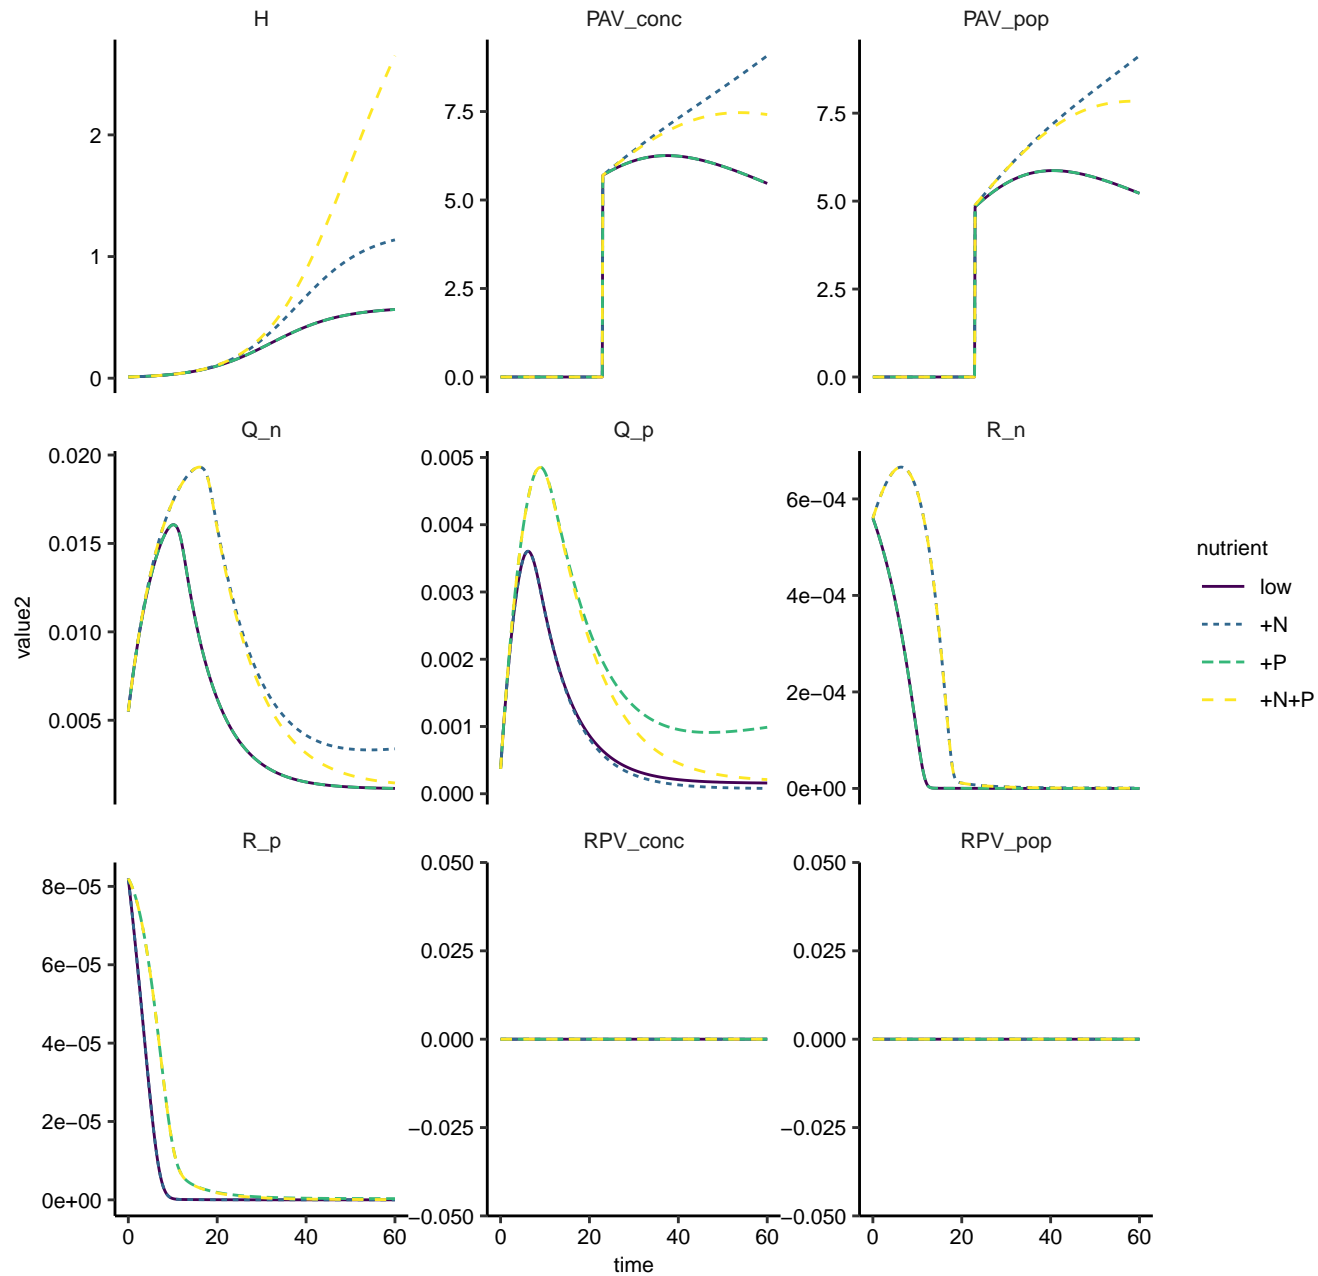 H
PAV_conc
PAV_pop
2
1
0
7.5
5.0
2.5
0.0
7.5
5.0
2.5
0.0
Q_n
Q_p
R_n
0.020
0.015
0.010
0.005
0.005
0.004
0.003
0.002
0.001
0.000
6e−04
4e−04
2e−04
0e+00
value2
nutrient
low
+N
+P
+N+P
R_p
RPV_conc
RPV_pop
8e−05
6e−05
4e−05
2e−05
0e+00
0.050
0.025
0.000
−0.025
−0.050
0.050
0.025
0.000
−0.025
−0.050
0 20 40 60
0 20 40 60
0 20 40 60
time